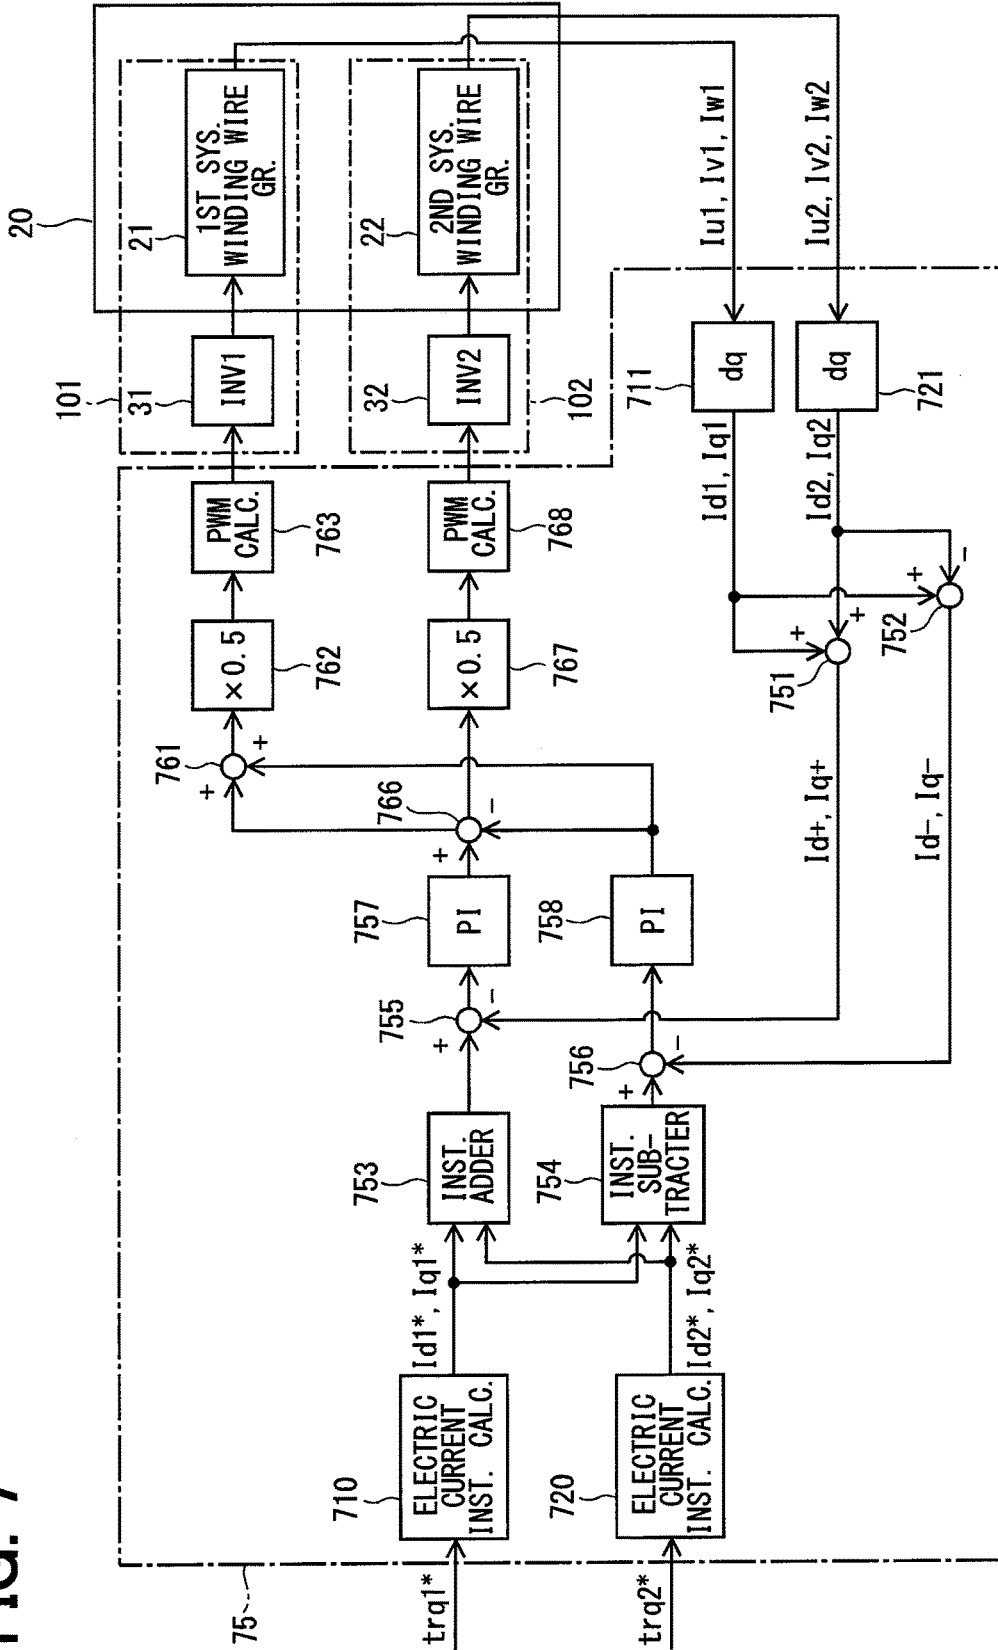 FIG. 7
75
trq1*
trq2*
710
ELECTRIC
CURRENT
INST. CALC.
720
ELECTRIC
CURRENT
INST. CALC.
Id1*, Iq1*
Id2*, Iq2*
753
INST.
ADDER
754
INST.
SUB-
TRACTER
755
+
-
756
+
-
757
PI
758
PI
761
+
+
766
+
-
762
×0.5
767
×0.5
763
PWM
CALC.
768
PWM
CALC.
101
31
INV1
102
32
INV2
20
21
1ST SYS.
WINDING WIRE
GR.
22
2ND SYS.
WINDING WIRE
GR.
Iu1, Iv1, Iw1
Iu2, Iv2, Iw2
711
dq
721
dq
Id1, Iq1
Id2, Iq2
751
+
+
752
+
-
Id+, Iq+
Id-, Iq-